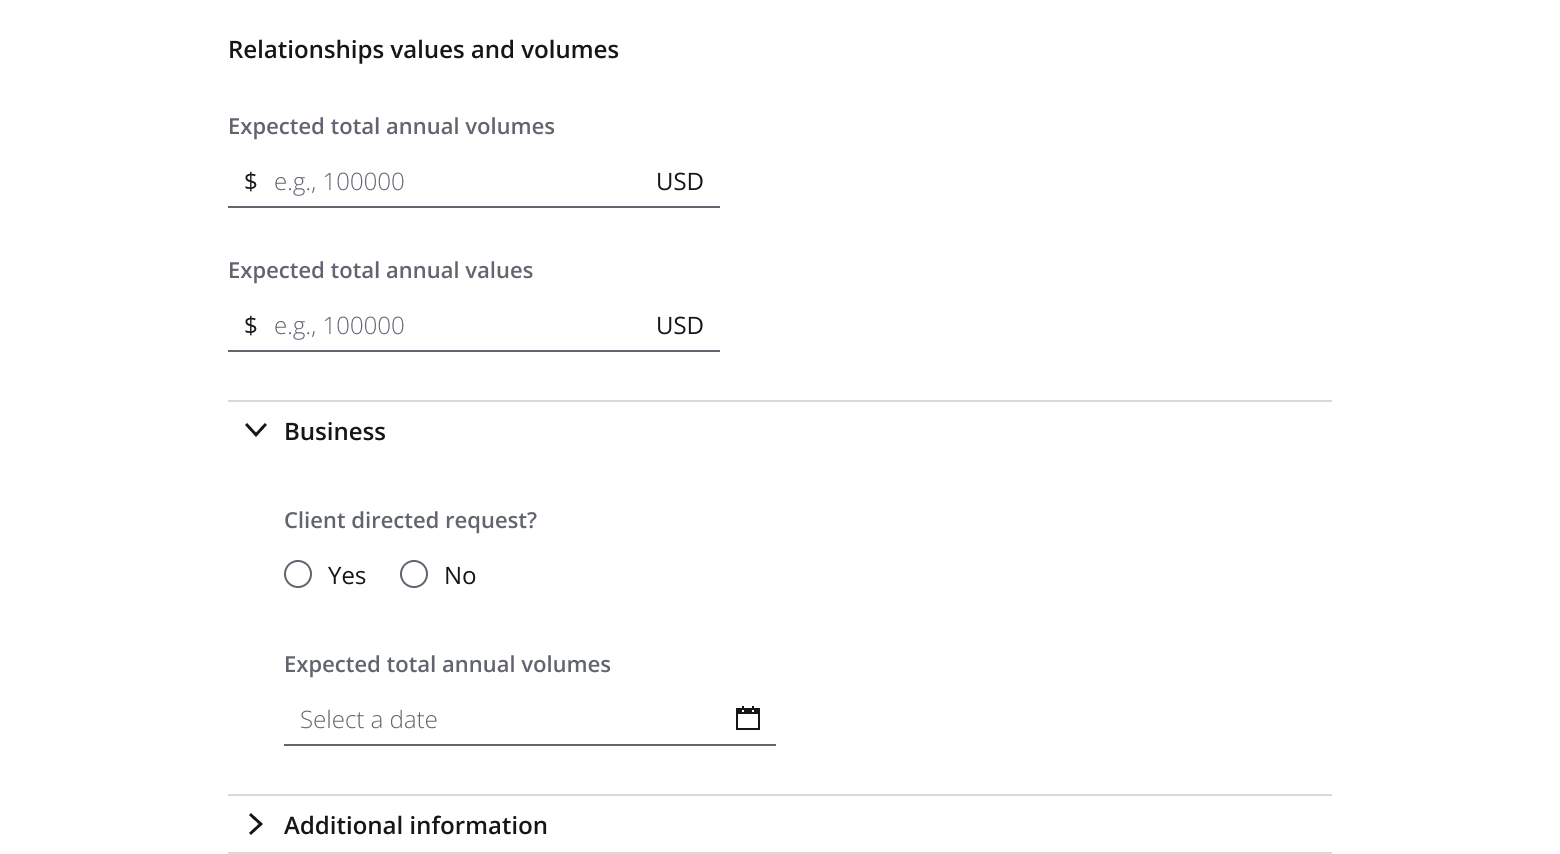 Relationships values and volumes
Expected total annual volumes
$ e.g., 100000 USD
Expected total annual values
$ e.g., 100000 USD
Business
Client directed request?
Yes No
Expected total annual volumes
Select a date
Additional information